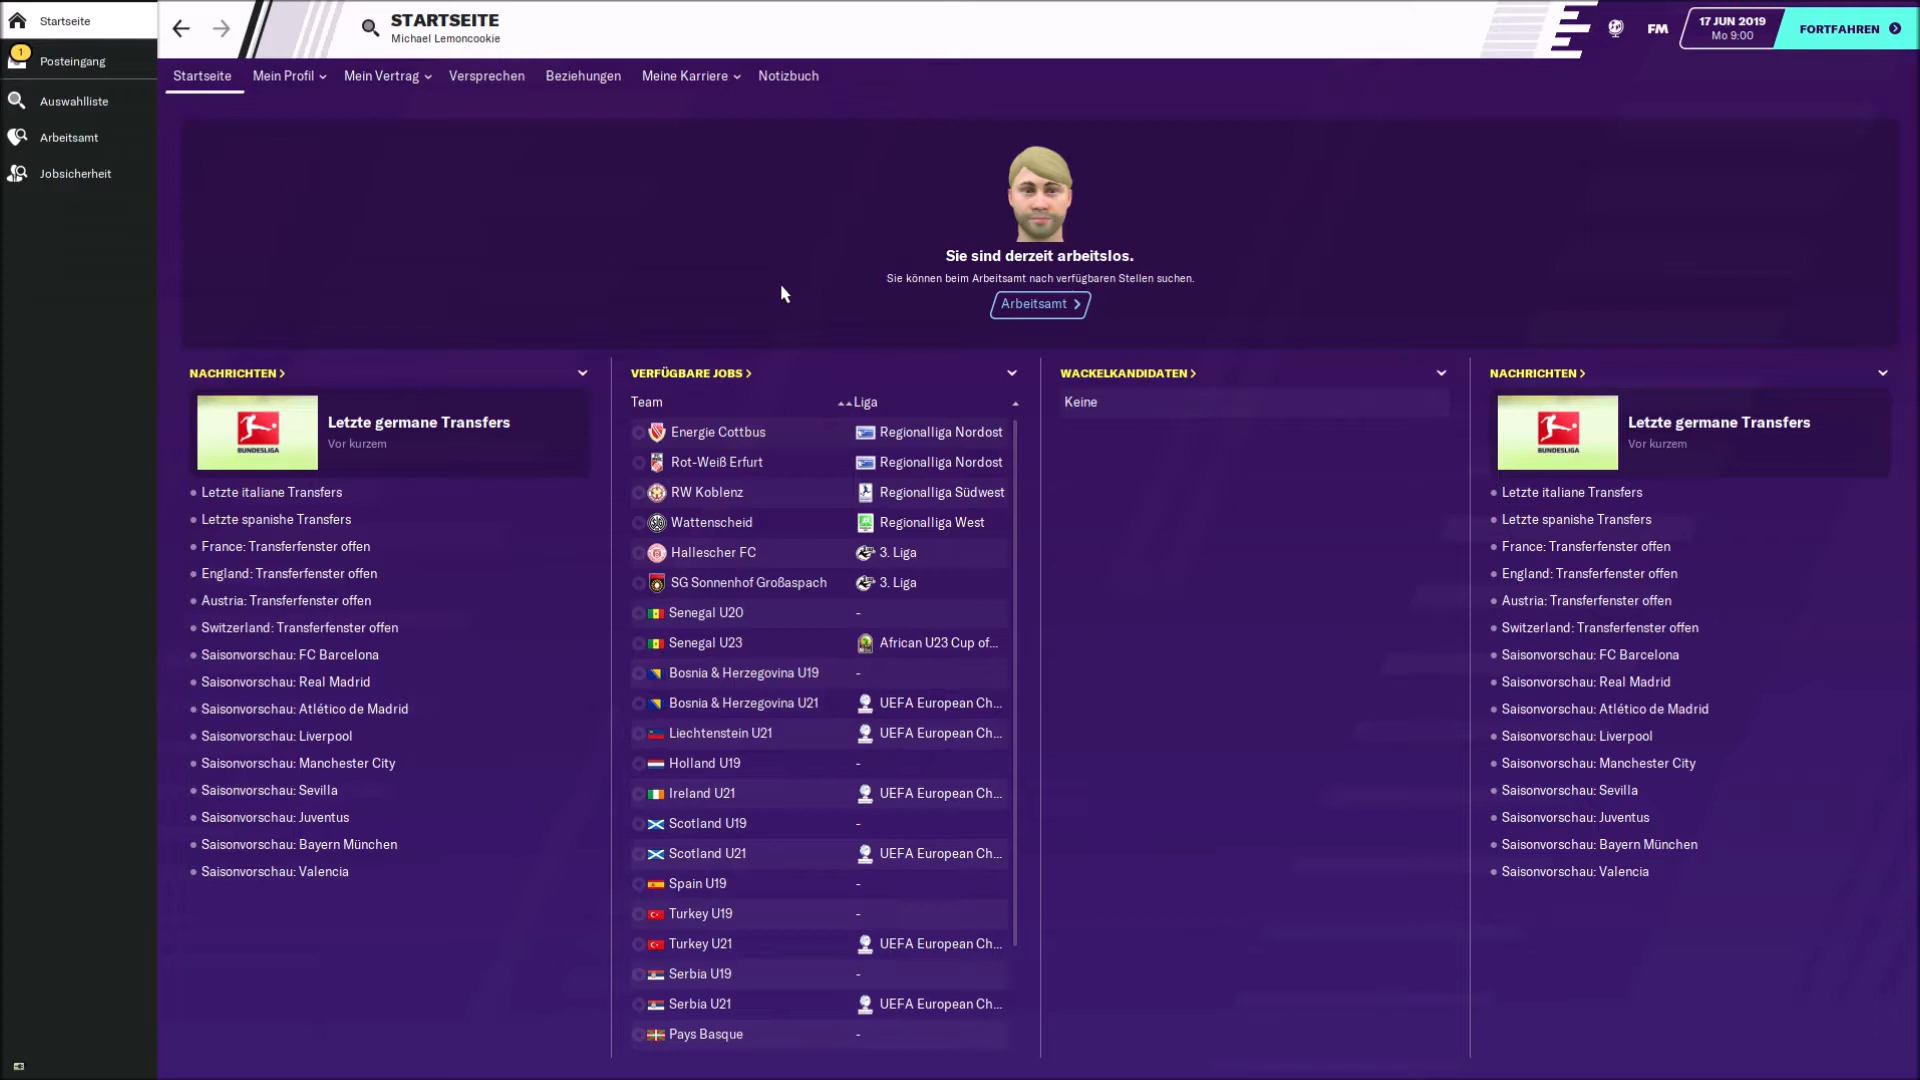 Startseite
1
Posteingang
Auswahlliste
Arbeitsamt
Jobsicherheit
STARTSEITE
Michael Lemoncookie
FM
17 JUN 2019
Mo 9:00
FORTFAHREN
Startseite Mein Profil Mein Vertrag Versprechen Beziehungen Meine Karriere Notizbuch
Sie sind derzeit arbeitslos.
Sie können beim Arbeitsamt nach verfügbaren Stellen suchen.
Arbeitsamt >
NACHRICHTEN >
BUNDESLIGA
Letzte germane Transfers
Vor kurzem
Letzte italiane Transfers
Letzte spanishe Transfers
France: Transferfenster offen
England: Transferfenster offen
Austria: Transferfenster offen
Switzerland: Transferfenster offen
Saisonvorschau: FC Barcelona
Saisonvorschau: Real Madrid
Saisonvorschau: Atlético de Madrid
Saisonvorschau: Liverpool
Saisonvorschau: Manchester City
Saisonvorschau: Sevilla
Saisonvorschau: Juventus
Saisonvorschau: Bayern München
Saisonvorschau: Valencia
VERFÜGBARE JOBS >
Team Liga
Energie Cottbus Regionalliga Nordost
Rot-Weiß Erfurt Regionalliga Nordost
RW Koblenz Regionalliga Südwest
Wattenscheid Regionalliga West
Hallescher FC 3. Liga
SG Sonnenhof Großaspach 3. Liga
Senegal U20 -
Senegal U23 African U23 Cup of...
Bosnia & Herzegovina U19 -
Bosnia & Herzegovina U21 UEFA European Ch...
Liechtenstein U21 UEFA European Ch...
Holland U19 -
Ireland U21 UEFA European Ch...
Scotland U19 -
Scotland U21 UEFA European Ch...
Spain U19 -
Turkey U19 -
Turkey U21 UEFA European Ch...
Serbia U19 -
Serbia U21 UEFA European Ch...
Pays Basque -
WACKELKANDIDATEN >
Keine
NACHRICHTEN >
BUNDESLIGA
Letzte germane Transfers
Vor kurzem
Letzte italiane Transfers
Letzte spanishe Transfers
France: Transferfenster offen
England: Transferfenster offen
Austria: Transferfenster offen
Switzerland: Transferfenster offen
Saisonvorschau: FC Barcelona
Saisonvorschau: Real Madrid
Saisonvorschau: Atlético de Madrid
Saisonvorschau: Liverpool
Saisonvorschau: Manchester City
Saisonvorschau: Sevilla
Saisonvorschau: Juventus
Saisonvorschau: Bayern München
Saisonvorschau: Valencia